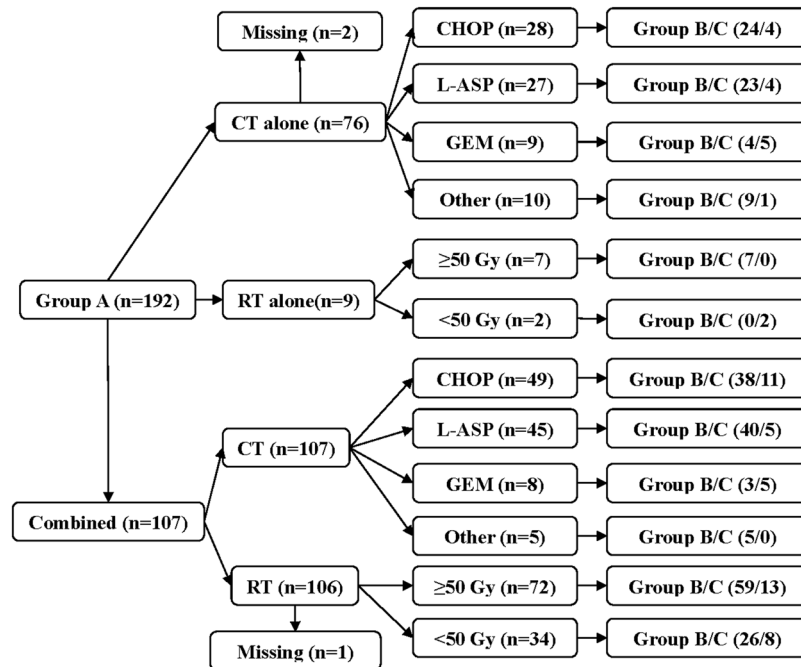 Missing (n=2)
CHOP (n=28)
Group B/C (24/4)
L-ASP (n=27)
Group B/C (23/4)
CT alone (n=76)
GEM (n=9)
Group B/C (4/5)
Other (n=10)
Group B/C (9/1)
≥50 Gy (n=7)
Group B/C (7/0)
Group A (n=192)
RT alone(n=9)
<50 Gy (n=2)
Group B/C (0/2)
CHOP (n=49)
Group B/C (38/11)
L-ASP (n=45)
Group B/C (40/5)
CT (n=107)
GEM (n=8)
Group B/C (3/5)
Combined (n=107)
Other (n=5)
Group B/C (5/0)
RT (n=106)
≥50 Gy (n=72)
Group B/C (59/13)
<50 Gy (n=34)
Group B/C (26/8)
Missing (n=1)